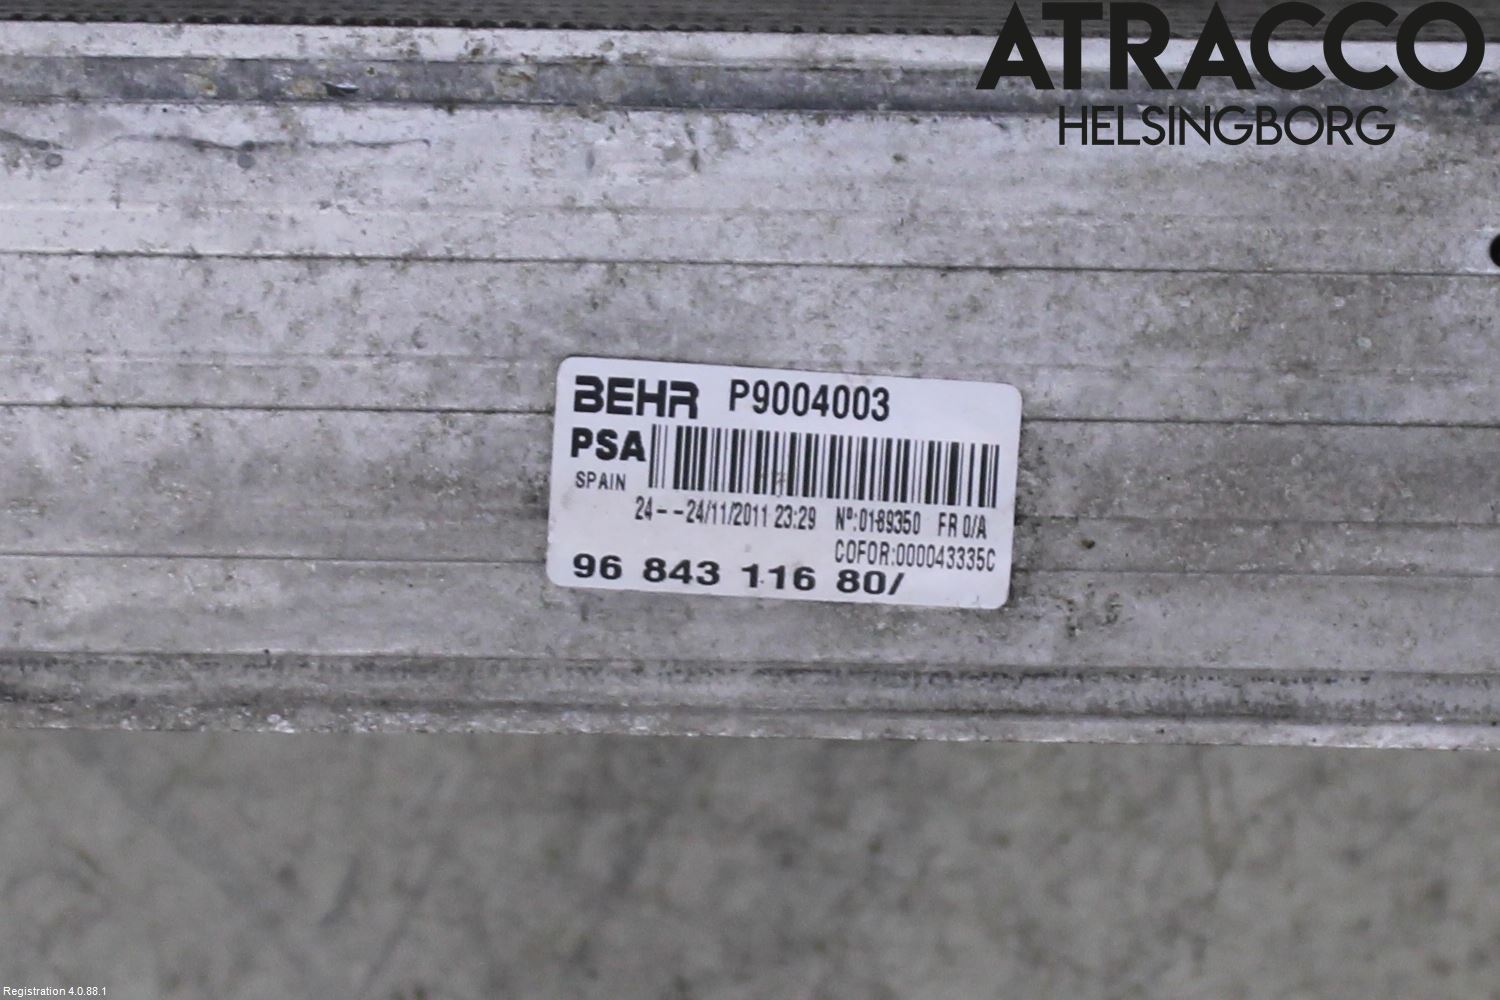 ATRACCO
HELSINGBORG
BEHR P9004003
PSA
SPAIN
24--24/11/2011 23:29 Nº:0189350 FR 0/A
COFOR:000043335C
96 843 116 80/
Registration 4.0.88.1